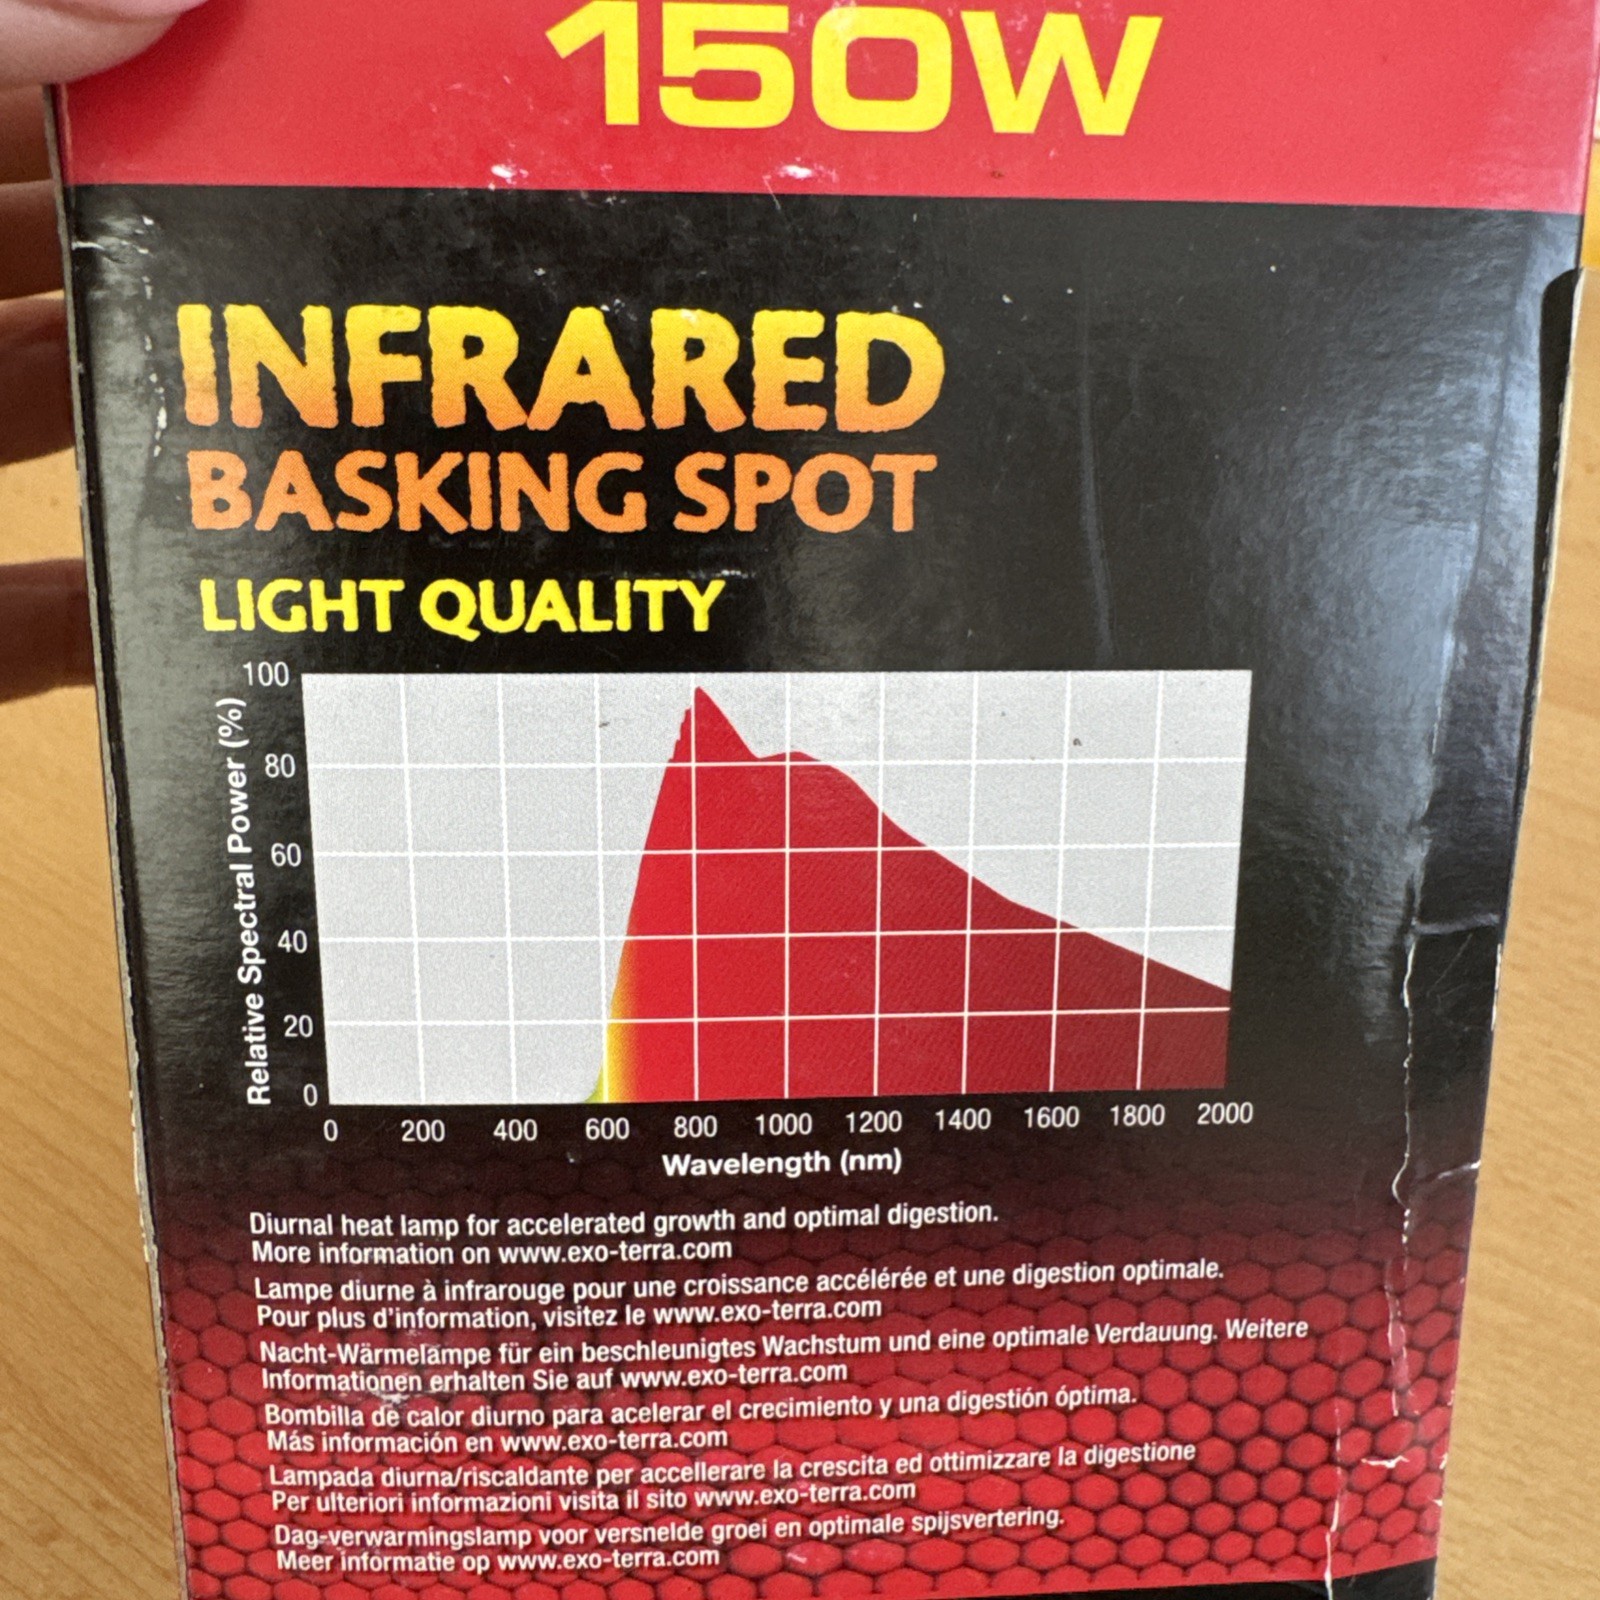 150W
INFRARED
BASKING SPOT
LIGHT QUALITY
Relative Spectral Power (%)
100
80
60
40
20
0
0 200 400 600 800 1000 1200 1400 1600 1800 2000
Wavelength (nm)
Diurnal heat lamp for accelerated growth and optimal digestion.
More information on www.exo-terra.com
Lampe diurne à infrarouge pour une croissance accélérée et une digestion optimale.
Pour plus d'information, visitez le www.exo-terra.com
Nacht-Wärmelampe für ein beschleunigtes Wachstum und eine optimale Verdauung. Weitere
Informationen erhalten Sie auf www.exo-terra.com
Bombilla de calor diurno para acelerar el crecimiento y una digestión óptima.
Más información en www.exo-terra.com
Lampada diurna/riscaldante per accellerare la crescita ed ottimizzare la digestione
Per ulteriori informazioni visita il sito www.exo-terra.com
Dag-verwarmingslamp voor versnelde groei en optimale spijsvertering.
Meer informatie op www.exo-terra.com